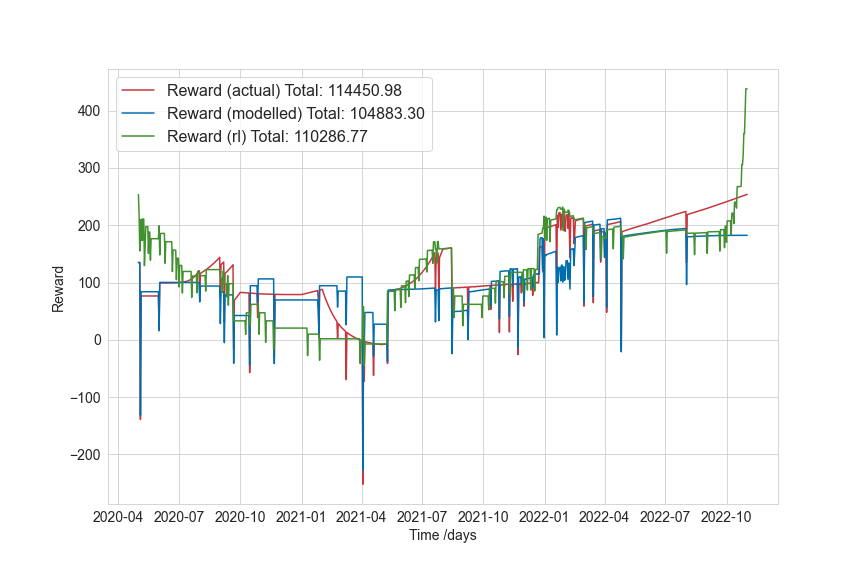 Reward (actual) Total: 114450.98
Reward (modelled) Total: 104883.30
Reward (rl) Total: 110286.77
400
300
200
100
0
−100
−200
Reward
2020-04 2020-07 2020-10 2021-01 2021-04 2021-07 2021-10 2022-01 2022-04 2022-07 2022-10
Time /days